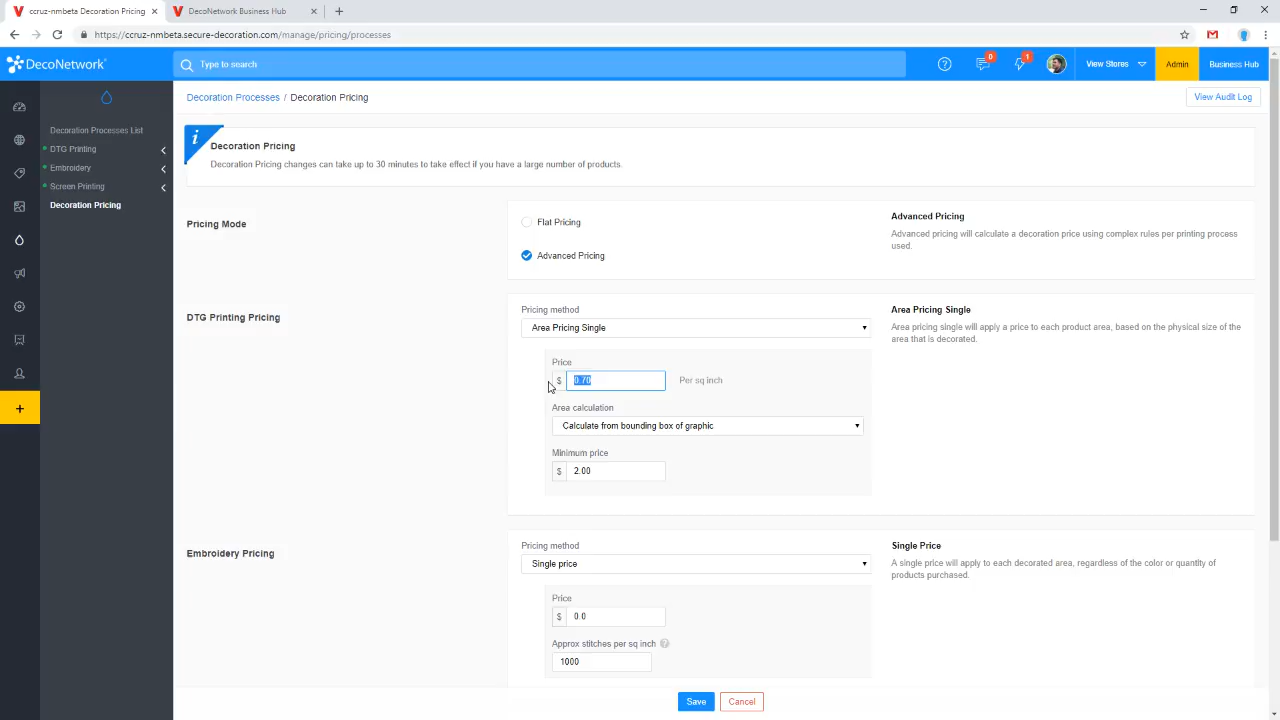 ccruz-nmbeta Decoration Pricing
DecoNetwork Business Hub
https://ccruz-nmbeta.secure-decoration.com/manage/pricing/processes
DecoNetwork
Type to search
0
1
View Stores
Admin
Business Hub
Decoration Processes / Decoration Pricing
View Audit Log
Decoration Processes List
DTG Printing
Embroidery
Screen Printing
Decoration Pricing
i
Decoration Pricing
Decoration Pricing changes can take up to 30 minutes to take effect if you have a large number of products.
Pricing Mode
Flat Pricing
Advanced Pricing
Advanced Pricing
Advanced pricing will calculate a decoration price using complex rules per printing process
used.
DTG Printing Pricing
Pricing method
Area Pricing Single
Price
$ 0.70 Per sq inch
Area calculation
Calculate from bounding box of graphic
Minimum price
$ 2.00
Area Pricing Single
Area pricing single will apply a price to each product area, based on the physical size of the
area that is decorated.
Embroidery Pricing
Pricing method
Single price
Price
$ 0.0
Approx stitches per sq inch ?
1000
Single Price
A single price will apply to each decorated area, regardless of the color or quantity of
products purchased.
Save
Cancel